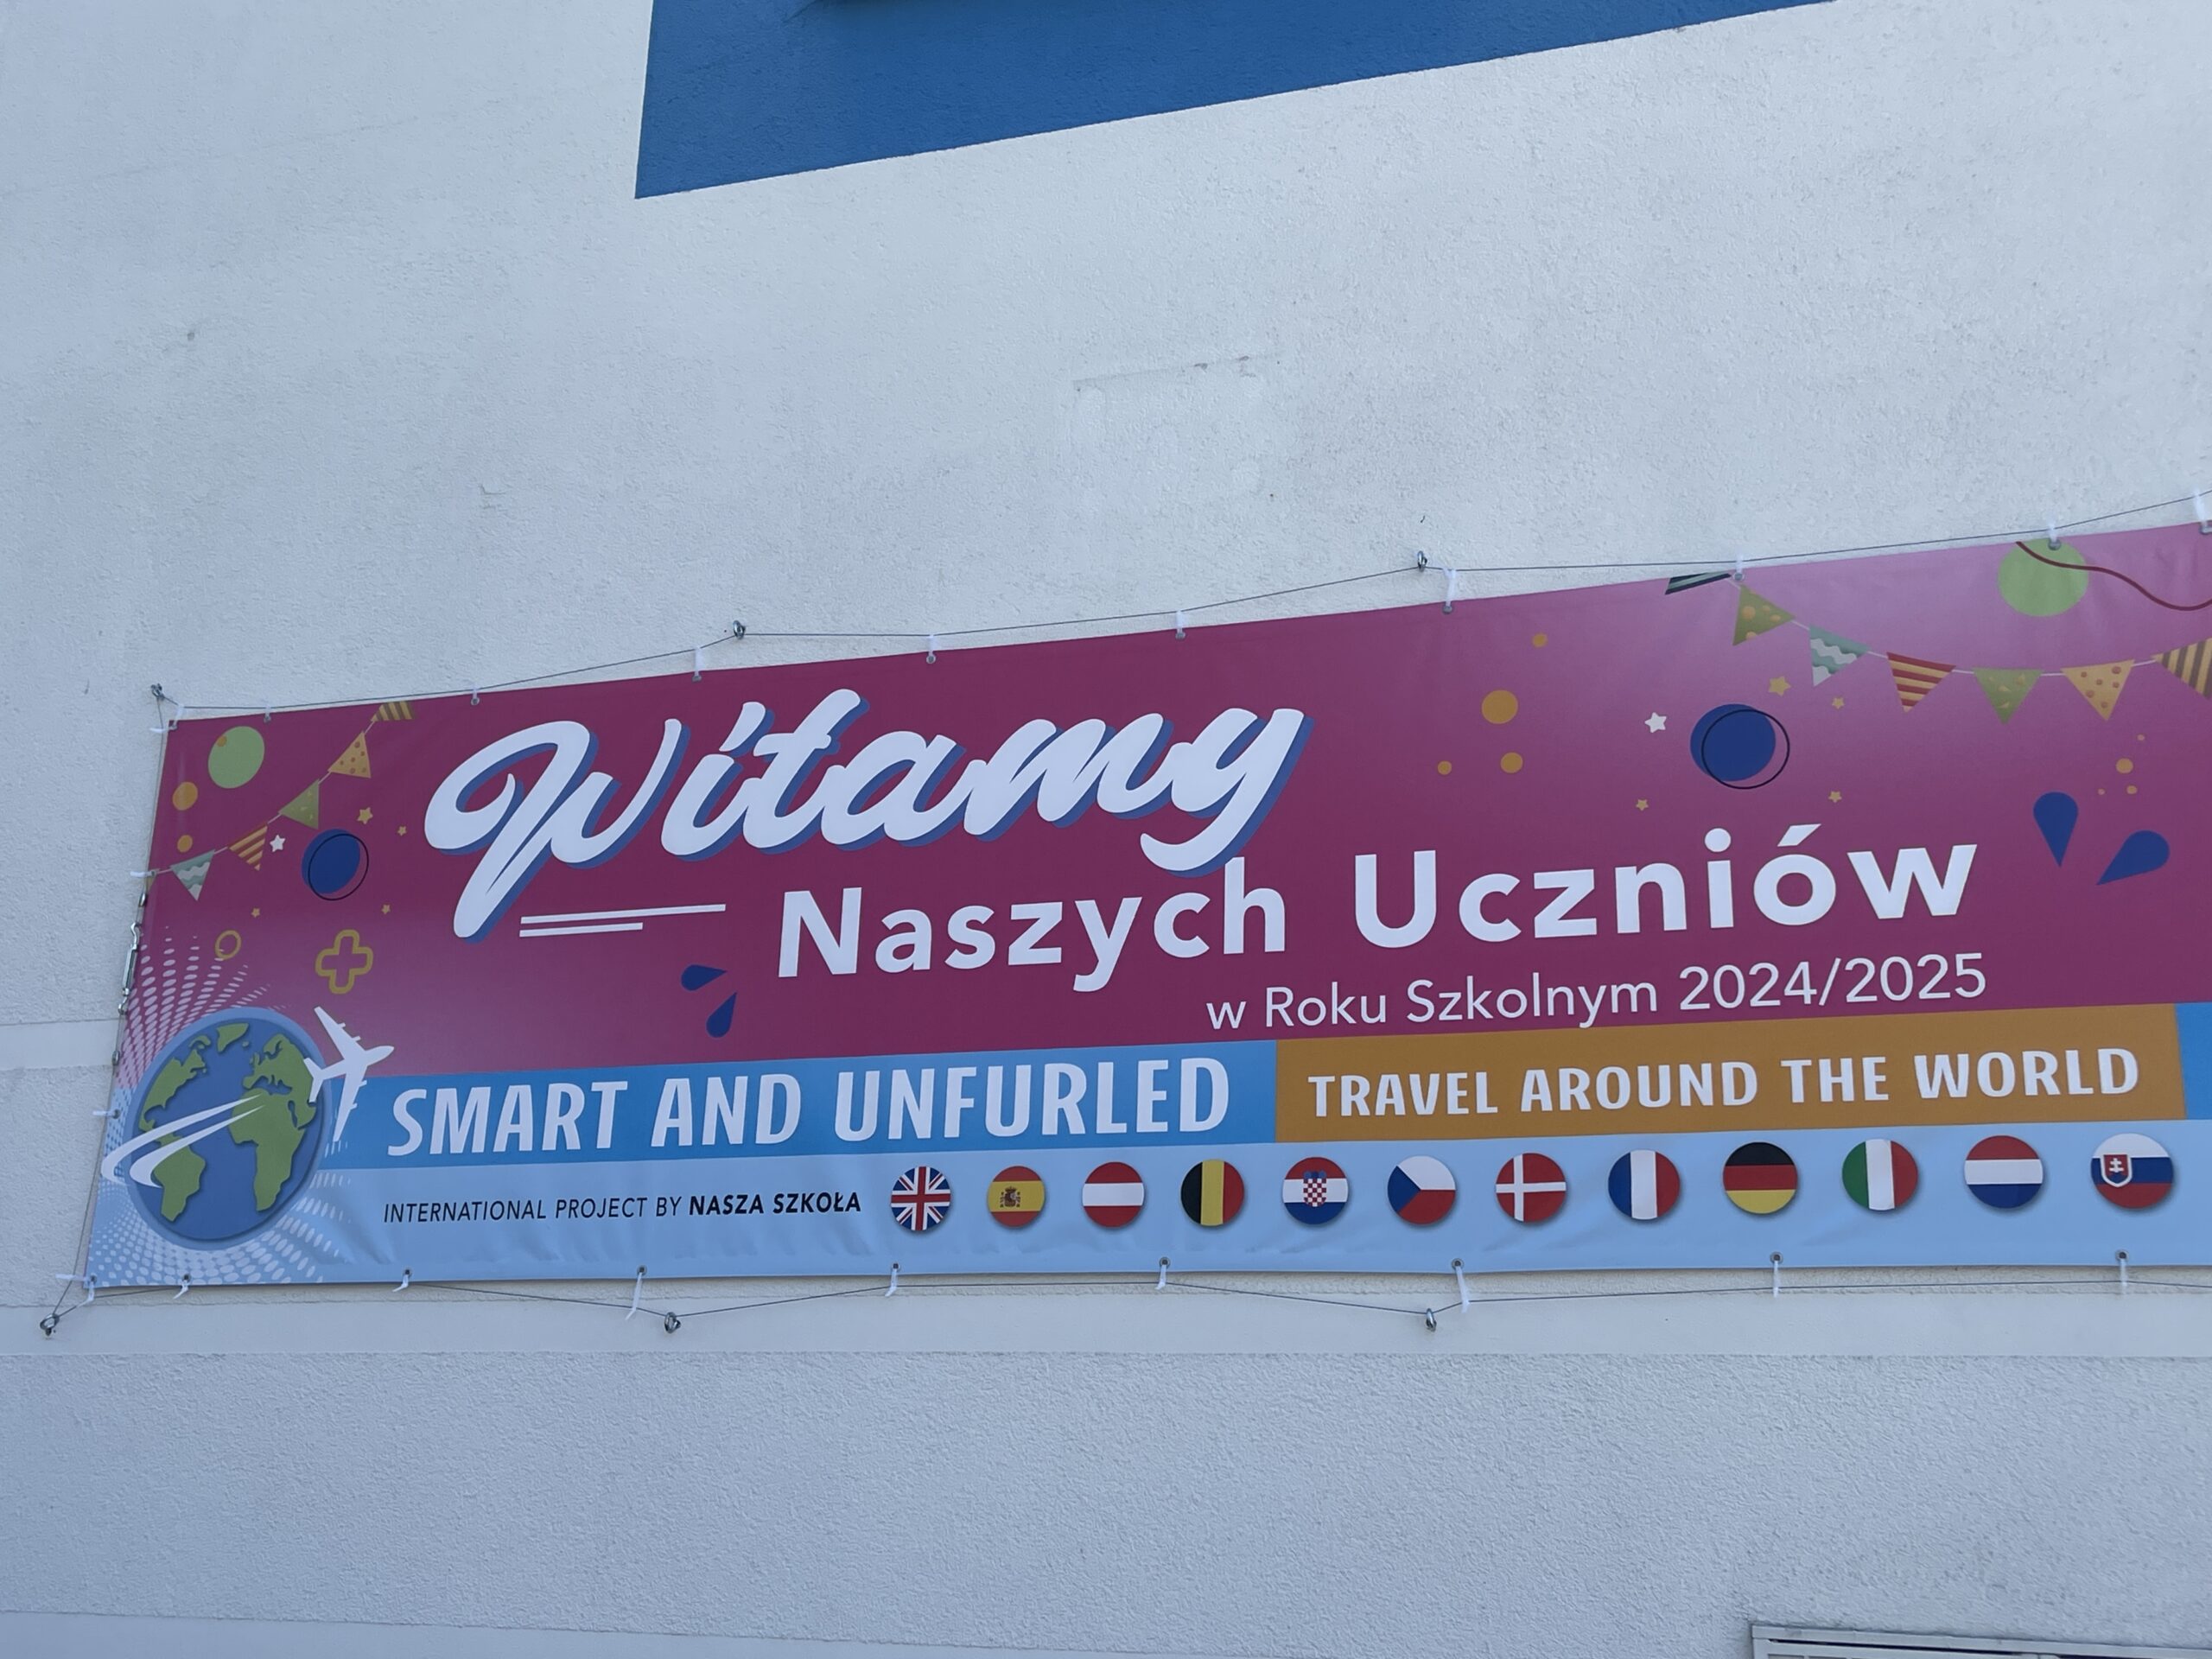 Witamy
Naszych Uczniów
w Roku Szkolnym 2024/2025
SMART AND UNFURLED
TRAVEL AROUND THE WORLD
INTERNATIONAL PROJECT BY NASZA SZKOŁA